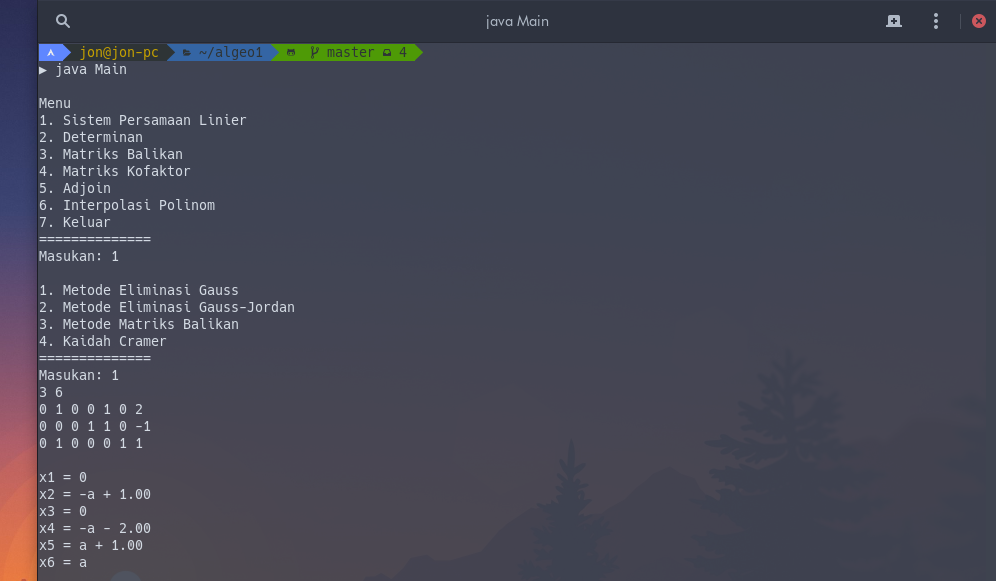 java Main
jon@jon-pc ~/algeo1 master 4
▶ java Main
Menu
1. Sistem Persamaan Linier
2. Determinan
3. Matriks Balikan
4. Matriks Kofaktor
5. Adjoin
6. Interpolasi Polinom
7. Keluar
==============
Masukan: 1
1. Metode Eliminasi Gauss
2. Metode Eliminasi Gauss-Jordan
3. Metode Matriks Balikan
4. Kaidah Cramer
==============
Masukan: 1
3 6
0 1 0 0 1 0 2
0 0 0 1 1 0 -1
0 1 0 0 0 1 1
x1 = 0
x2 = -a + 1.00
x3 = 0
x4 = -a - 2.00
x5 = a + 1.00
x6 = a